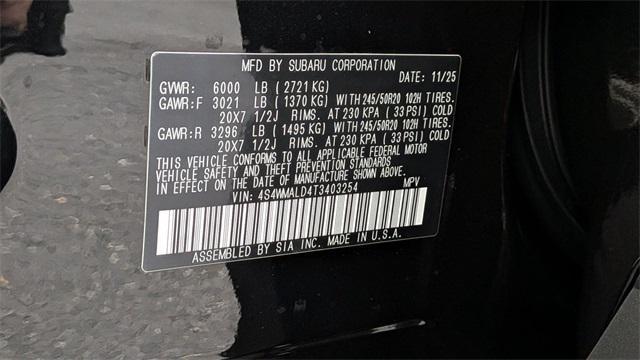 MFD BY SUBARU CORPORATION
DATE: 11/25
GVWR: 6000 LB (2721 KG)
GAWR:F 3021 LB (1370 KG) WITH 245/50R20 102H TIRES.
20X7 1/2J RIMS. AT 230 KPA (33 PSI) COLD
GAWR:R 3296 LB (1495 KG) WITH 245/50R20 102H TIRES.
20X7 1/2J RIMS. AT 230 KPA (33 PSI) COLD
THIS VEHICLE CONFORMS TO ALL APPLICABLE FEDERAL MOTOR
VEHICLE SAFETY AND THEFT PREVENTION STANDARDS
IN EFFECT ON THE DATE OF MANUFACTURE SHOWN ABOVE.
VIN: 4S4WMALD4T3403254 MPV
ASSEMBLED BY SIA INC. MADE IN U.S.A.